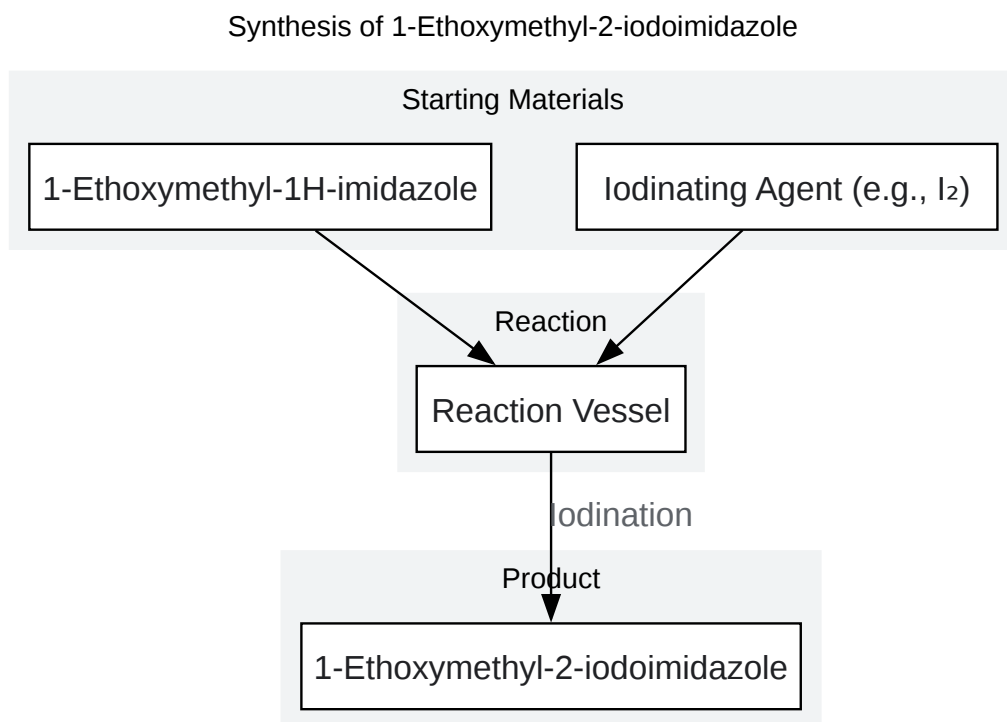 Synthesis of 1-Ethoxymethyl-2-iodoimidazole
Starting Materials
1-Ethoxymethyl-1H-imidazole
Iodinating Agent (e.g., I₂)
Reaction
Reaction Vessel
Iodination
Product
1-Ethoxymethyl-2-iodoimidazole